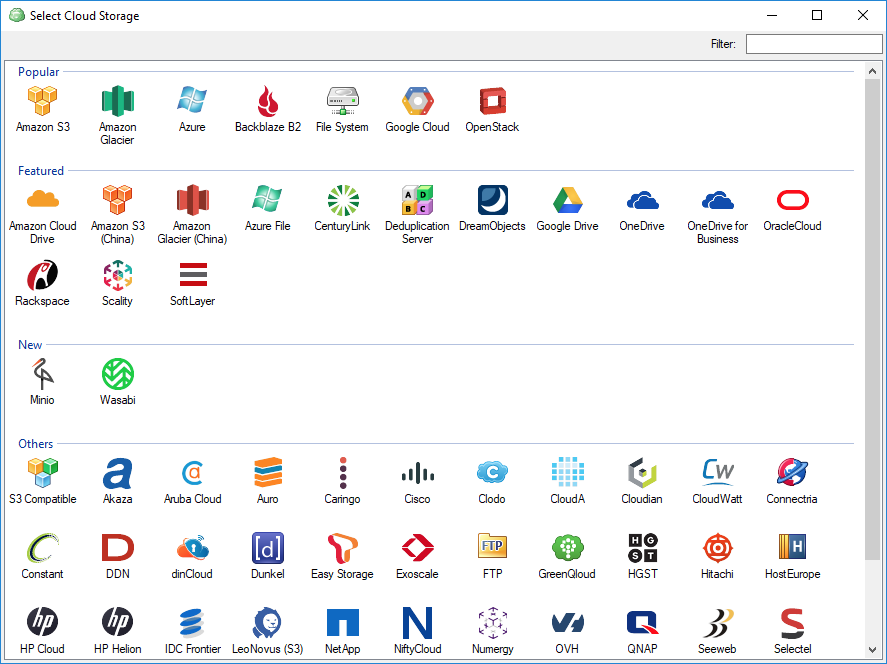 Select Cloud Storage
Filter:
Popular
Amazon S3
Amazon
Glacier
Azure
Backblaze B2
File System
Google Cloud
OpenStack
Featured
Amazon Cloud
Drive
Amazon S3
(China)
Amazon
Glacier (China)
Azure File
CenturyLink
A D
B C
Deduplication
Server
DreamObjects
Google Drive
OneDrive
OneDrive for
Business
OracleCloud
Rackspace
Scality
SoftLayer
New
Minio
Wasabi
Others
S3 Compatible
a
Akaza
a
Aruba Cloud
Auro
Caringo
Cisco
C
Clodo
CloudA
Cloudian
CW
CloudWatt
Connectria
Constant
D
DDN
dinCloud
[d]
Dunkel
Easy Storage
Exoscale
FTP
FTP
GreenQloud
H G
S T
HGST
Hitachi
H
HostEurope
hp
HP Cloud
hp
HP Helion
IDC Frontier
LeoNovus (S3)
NetApp
N
NiftyCloud
Numergy
OVH
Q
QNAP
Seeweb
S
Selectel